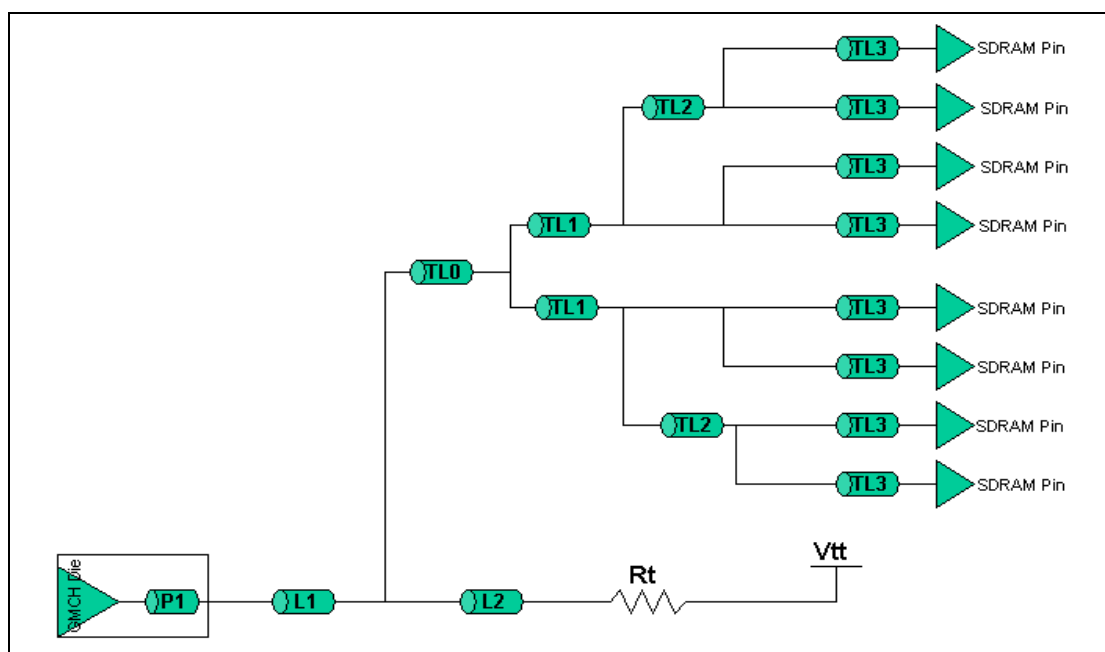 TL3 SDRAM Pin
TL2 TL3 SDRAM Pin
TL3 SDRAM Pin
TL1 TL3 SDRAM Pin
TL0
TL1 TL3 SDRAM Pin
TL3 SDRAM Pin
TL2 TL3 SDRAM Pin
TL3 SDRAM Pin
Vtt
Rt
GMCH Die P1 L1 L2